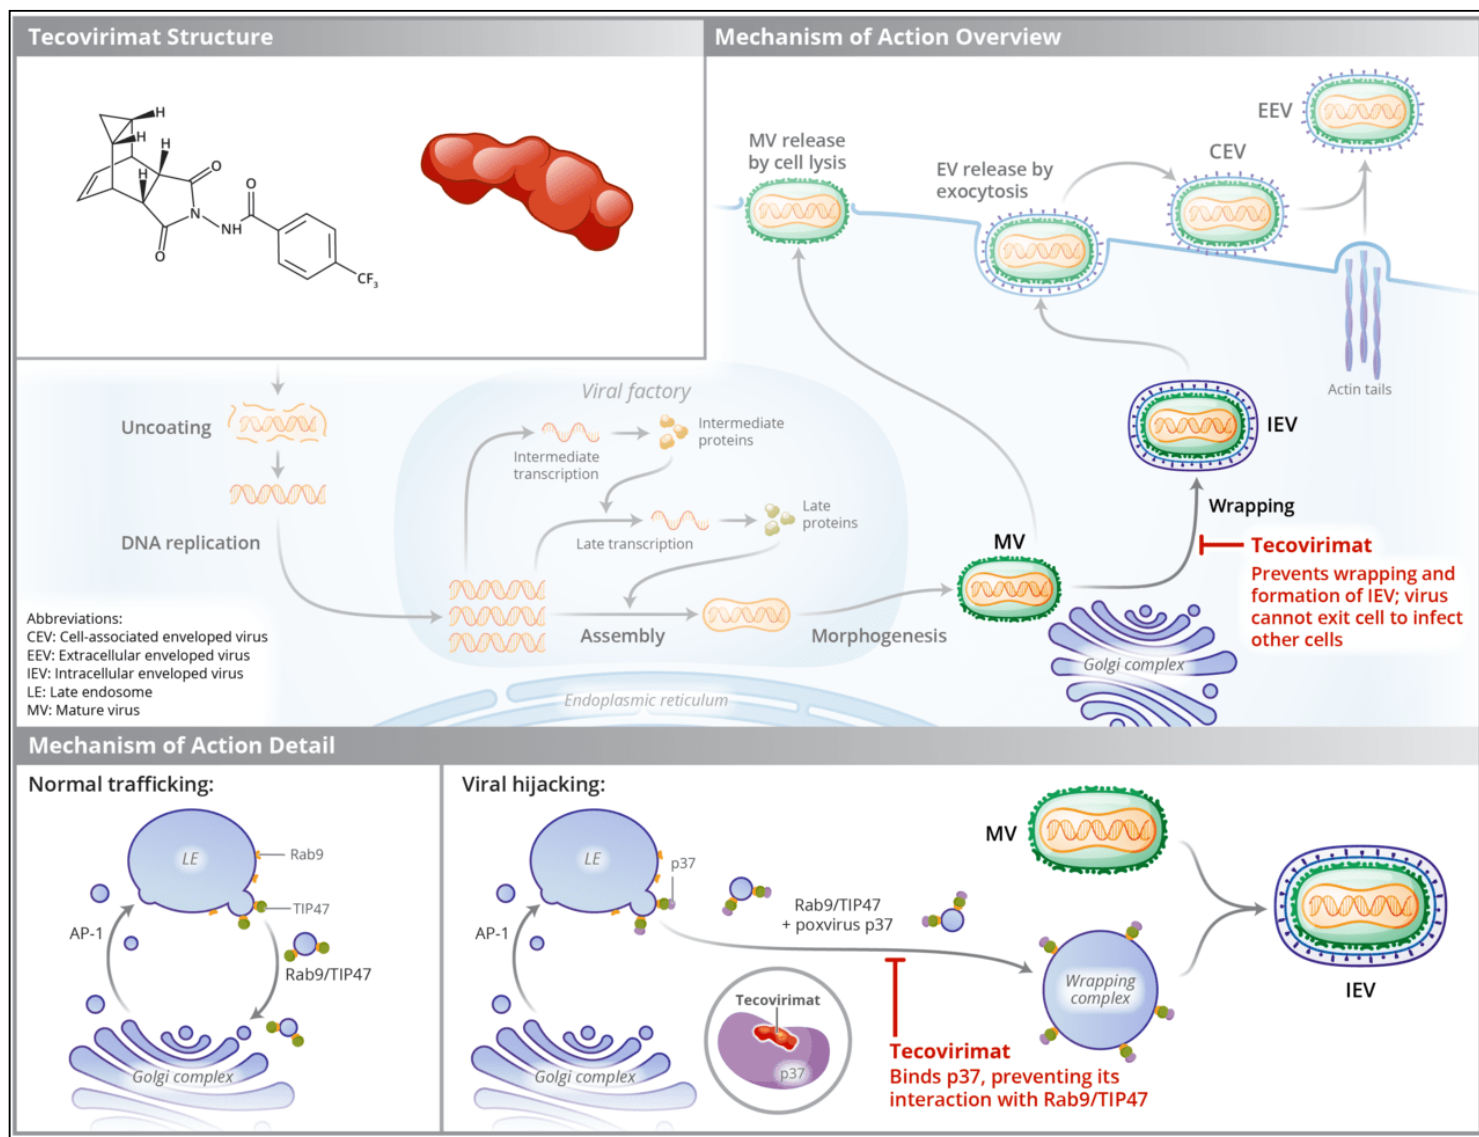 Tecovirimat Structure
H
H
H
H
O
N
O
NH
O
CF3
Mechanism of Action Overview
MV release
by cell lysis
EV release by
exocytosis
CEV
EEV
Actin tails
IEV
Wrapping
Tecovirimat
Prevents wrapping and
formation of IEV; virus
cannot exit cell to infect
other cells
MV
Golgi complex
Uncoating
DNA replication
Viral factory
Intermediate
transcription
Intermediate
proteins
Late transcription
Late
proteins
Assembly
Morphogenesis
Endoplasmic reticulum
Abbreviations:
CEV: Cell-associated enveloped virus
EEV: Extracellular enveloped virus
IEV: Intracellular enveloped virus
LE: Late endosome
MV: Mature virus
Mechanism of Action Detail
Normal trafficking:
LE
Rab9
TIP47
AP-1
Rab9/TIP47
Golgi complex
Viral hijacking:
LE
p37
AP-1
Rab9/TIP47
+ poxvirus p37
Golgi complex
Tecovirimat
p37
Tecovirimat
Binds p37, preventing its
interaction with Rab9/TIP47
Wrapping
complex
MV
IEV